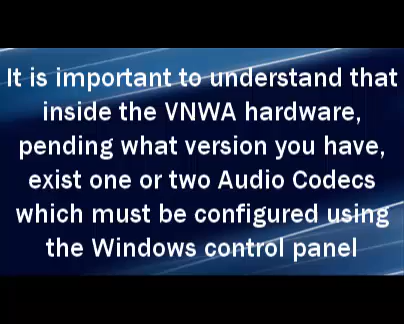 It is important to understand that
inside the VNWA hardware,
pending what version you have,
exist one or two Audio Codecs
which must be configured using
the Windows control panel